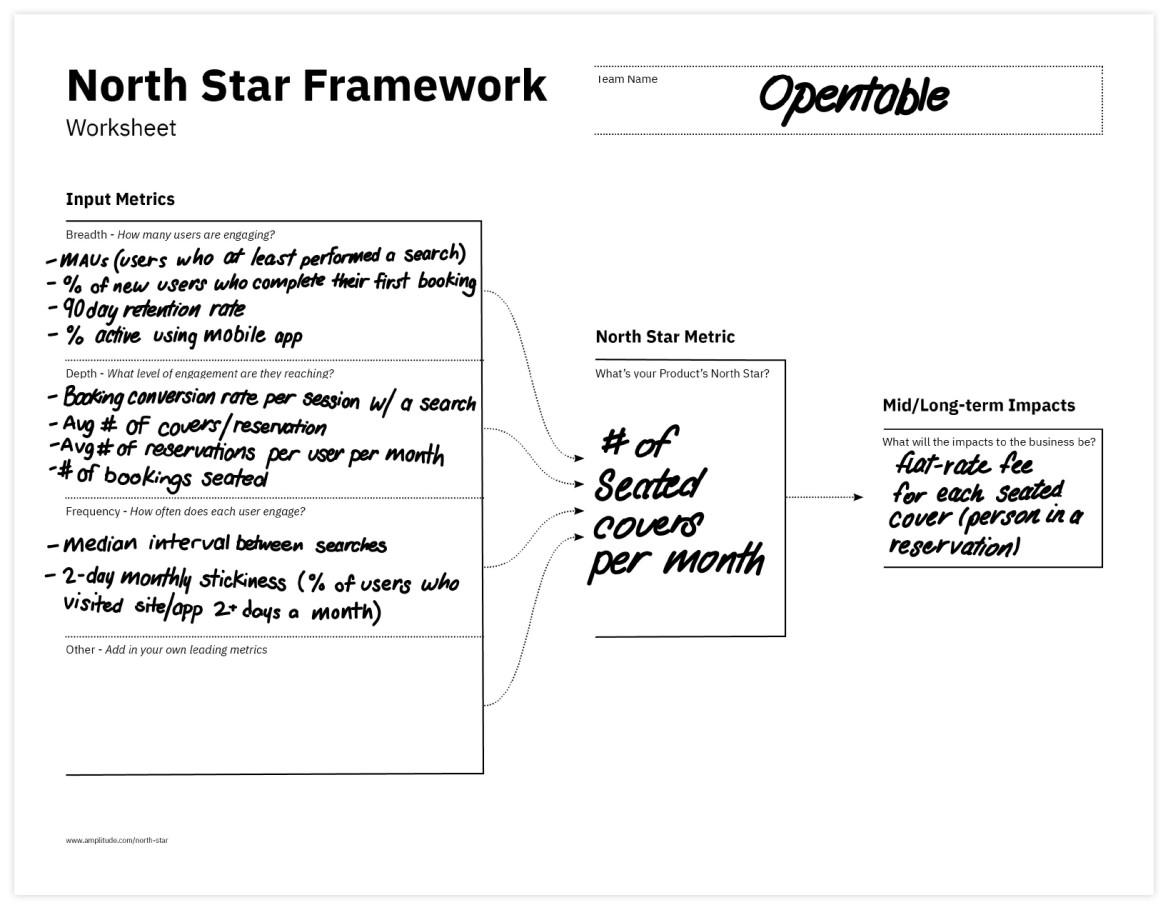 North Star Framework
Worksheet
Team Name
Opentable
Input Metrics
Breadth - How many users are engaging?
- MAUs (users who at least performed a search)
- % of new users who complete their first booking
- 90 day retention rate
- % active using mobile app
Depth - What level of engagement are they reaching?
- Booking conversion rate per session w/ a search
- Avg # of covers/reservation
- Avg # of reservations per user per month
- # of bookings seated
Frequency - How often does each user engage?
- Median interval between searches
- 2-day monthly stickiness (% of users who
visited site/app 2+ days a month)
Other - Add in your own leading metrics
North Star Metric
What's your Product's North Star?
# of
Seated
covers
per month
Mid/Long-term Impacts
What will the impacts to the business be?
flat-rate fee
for each seated
cover (person in a
reservation)
www.amplitude.com/north-star